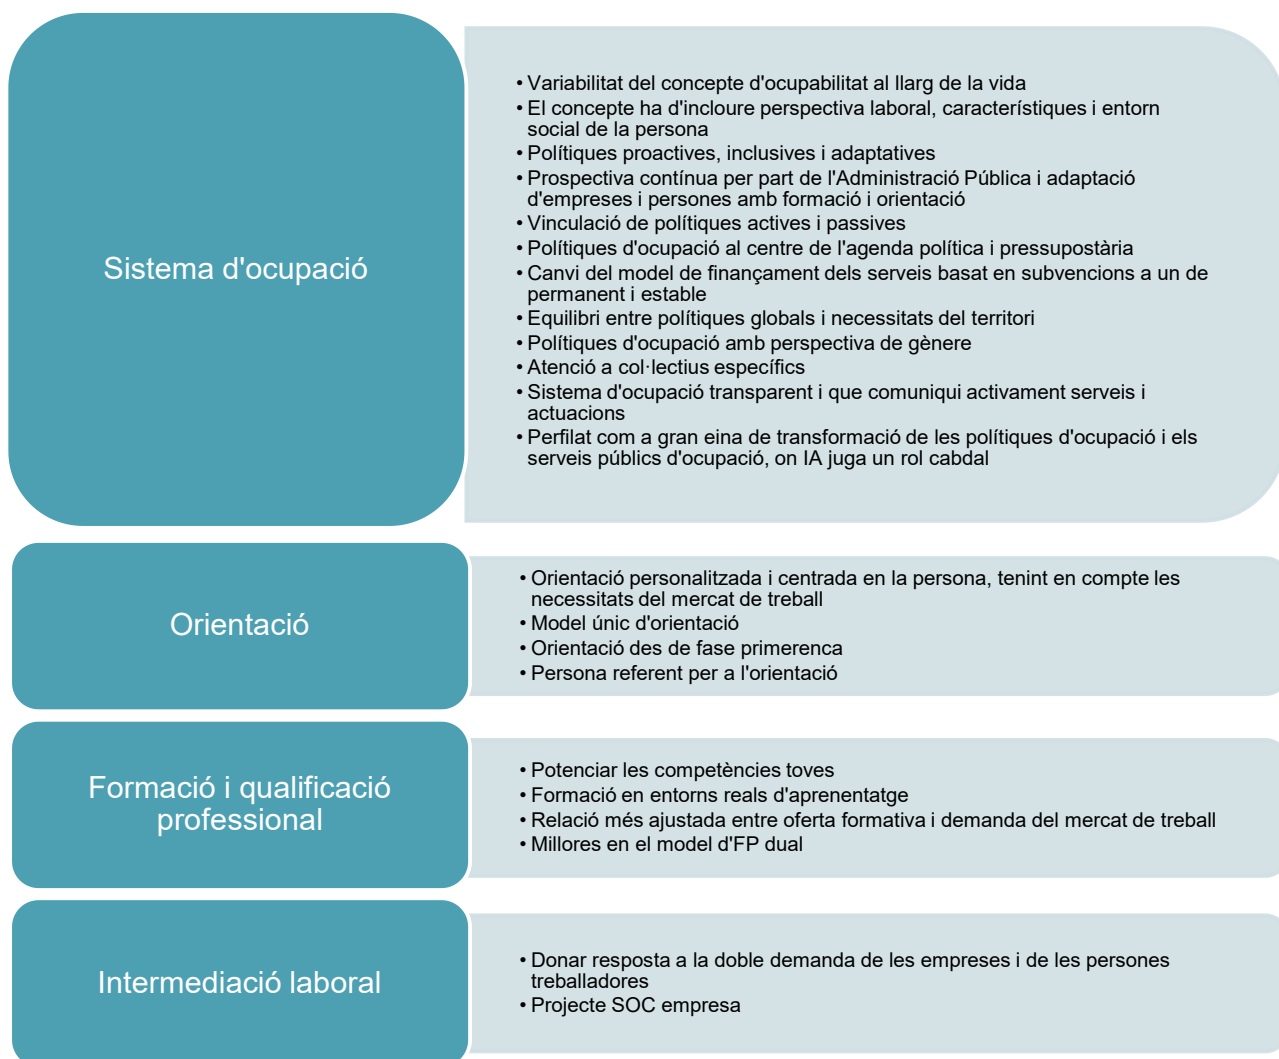 Sistema d'ocupació
• Variabilitat del concepte d'ocupabilitat al llarg de la vida
• El concepte ha d'incloure perspectiva laboral, característiques i entorn
social de la persona
• Polítiques proactives, inclusives i adaptatives
• Prospectiva contínua per part de l'Administració Pública i adaptació
d'empreses i persones amb formació i orientació
• Vinculació de polítiques actives i passives
• Polítiques d'ocupació al centre de l'agenda política i pressupostària
• Canvi del model de finançament dels serveis basat en subvencions a un de
permanent i estable
• Equilibri entre polítiques globals i necessitats del territori
• Polítiques d'ocupació amb perspectiva de gènere
• Atenció a col·lectius específics
• Sistema d'ocupació transparent i que comuniqui activament serveis i
actuacions
• Perfilat com a gran eina de transformació de les polítiques d'ocupació i els
serveis públics d'ocupació, on IA juga un rol cabdal
Orientació
• Orientació personalitzada i centrada en la persona, tenint en compte les
necessitats del mercat de treball
• Model únic d'orientació
• Orientació des de fase primerenca
• Persona referent per a l'orientació
Formació i qualificació
professional
• Potenciar les competències toves
• Formació en entorns reals d'aprenentatge
• Relació més ajustada entre oferta formativa i demanda del mercat de treball
• Millores en el model d'FP dual
Intermediació laboral
• Donar resposta a la doble demanda de les empreses i de les persones
treballadores
• Projecte SOC empresa